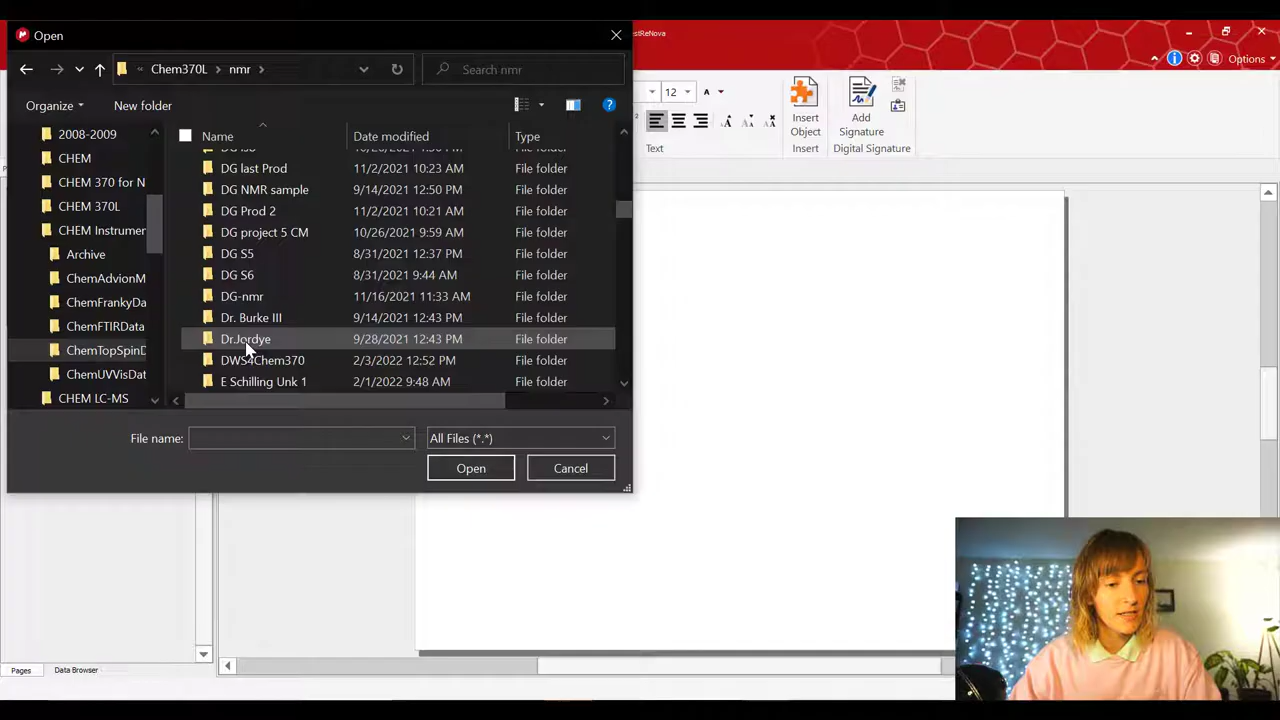 Open
estReNova
Chem370L > nmr >
Search nmr
Options
Organize
New folder
12
Insert Object
Add Signature
Text
Insert
Digital Signature
2008-2009
CHEM
CHEM 370 for N
CHEM 370L
CHEM Instrumer
Archive
ChemAdvionM
ChemFrankyDa
ChemFTIRData
ChemTopSpinD
ChemUVVisDat
CHEM LC-MS
Name Date modified Type
DG last Prod 11/2/2021 10:23 AM File folder
DG NMR sample 9/14/2021 12:50 PM File folder
DG Prod 2 11/2/2021 10:21 AM File folder
DG project 5 CM 10/26/2021 9:59 AM File folder
DG S5 8/31/2021 12:37 PM File folder
DG S6 8/31/2021 9:44 AM File folder
DG-nmr 11/16/2021 11:33 AM File folder
Dr. Burke III 9/14/2021 12:43 PM File folder
Dr.Jordye 9/28/2021 12:43 PM File folder
DWS4Chem370 2/3/2022 12:52 PM File folder
E Schilling Unk 1 2/1/2022 9:48 AM File folder
File name:
All Files (*.*)
Open
Cancel
Pages
Data Browser